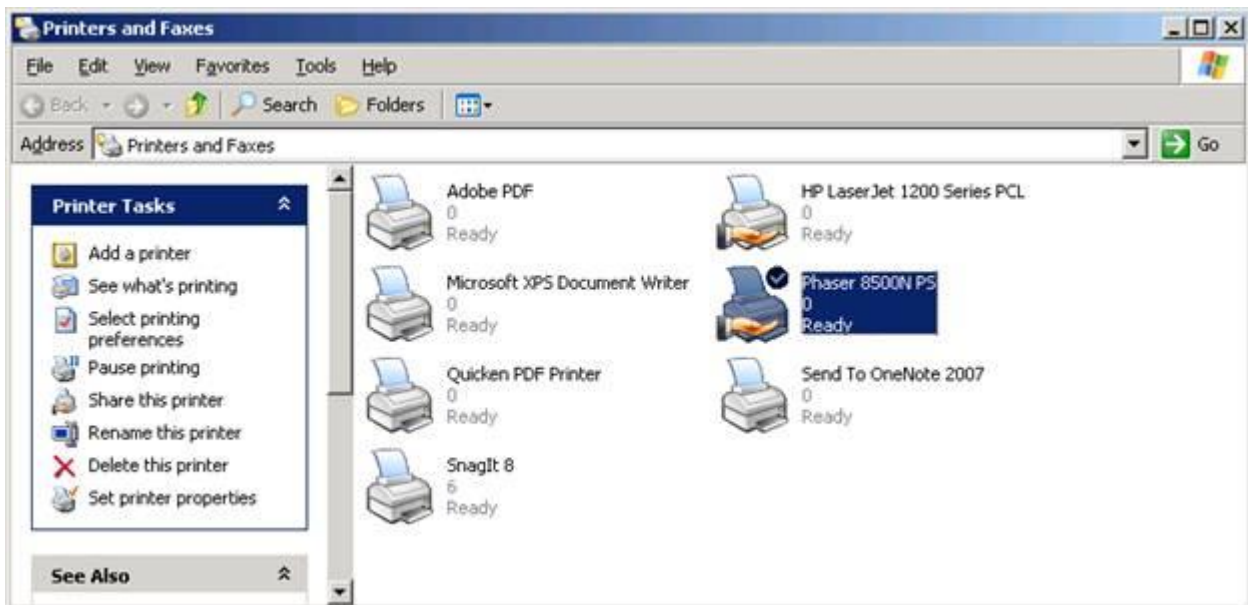 Printers and Faxes
File Edit View Favorites Tools Help
Back Search Folders
Address Printers and Faxes Go
Printer Tasks
Add a printer
See what's printing
Select printing
preferences
Pause printing
Share this printer
Rename this printer
Delete this printer
Set printer properties
See Also
Adobe PDF
0
Ready
HP LaserJet 1200 Series PCL
0
Ready
Microsoft XPS Document Writer
0
Ready
Phaser 8500N PS
0
Ready
Quicken PDF Printer
0
Ready
Send To OneNote 2007
0
Ready
SnagIt 8
6
Ready